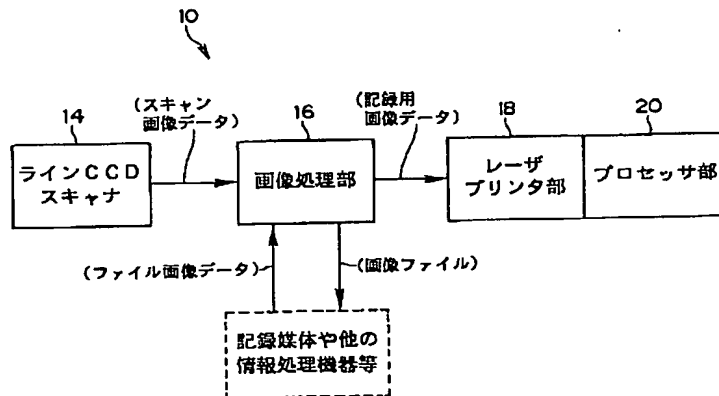 10
(スキャン
画像データ)
(記録用
画像データ)
14
16
18
20
ラインCCD
スキャナ
画像処理部
レーザ
プリンタ部
プロセッサ部
(ファイル画像データ)
(画像ファイル)
記録媒体や他の
情報処理機器等